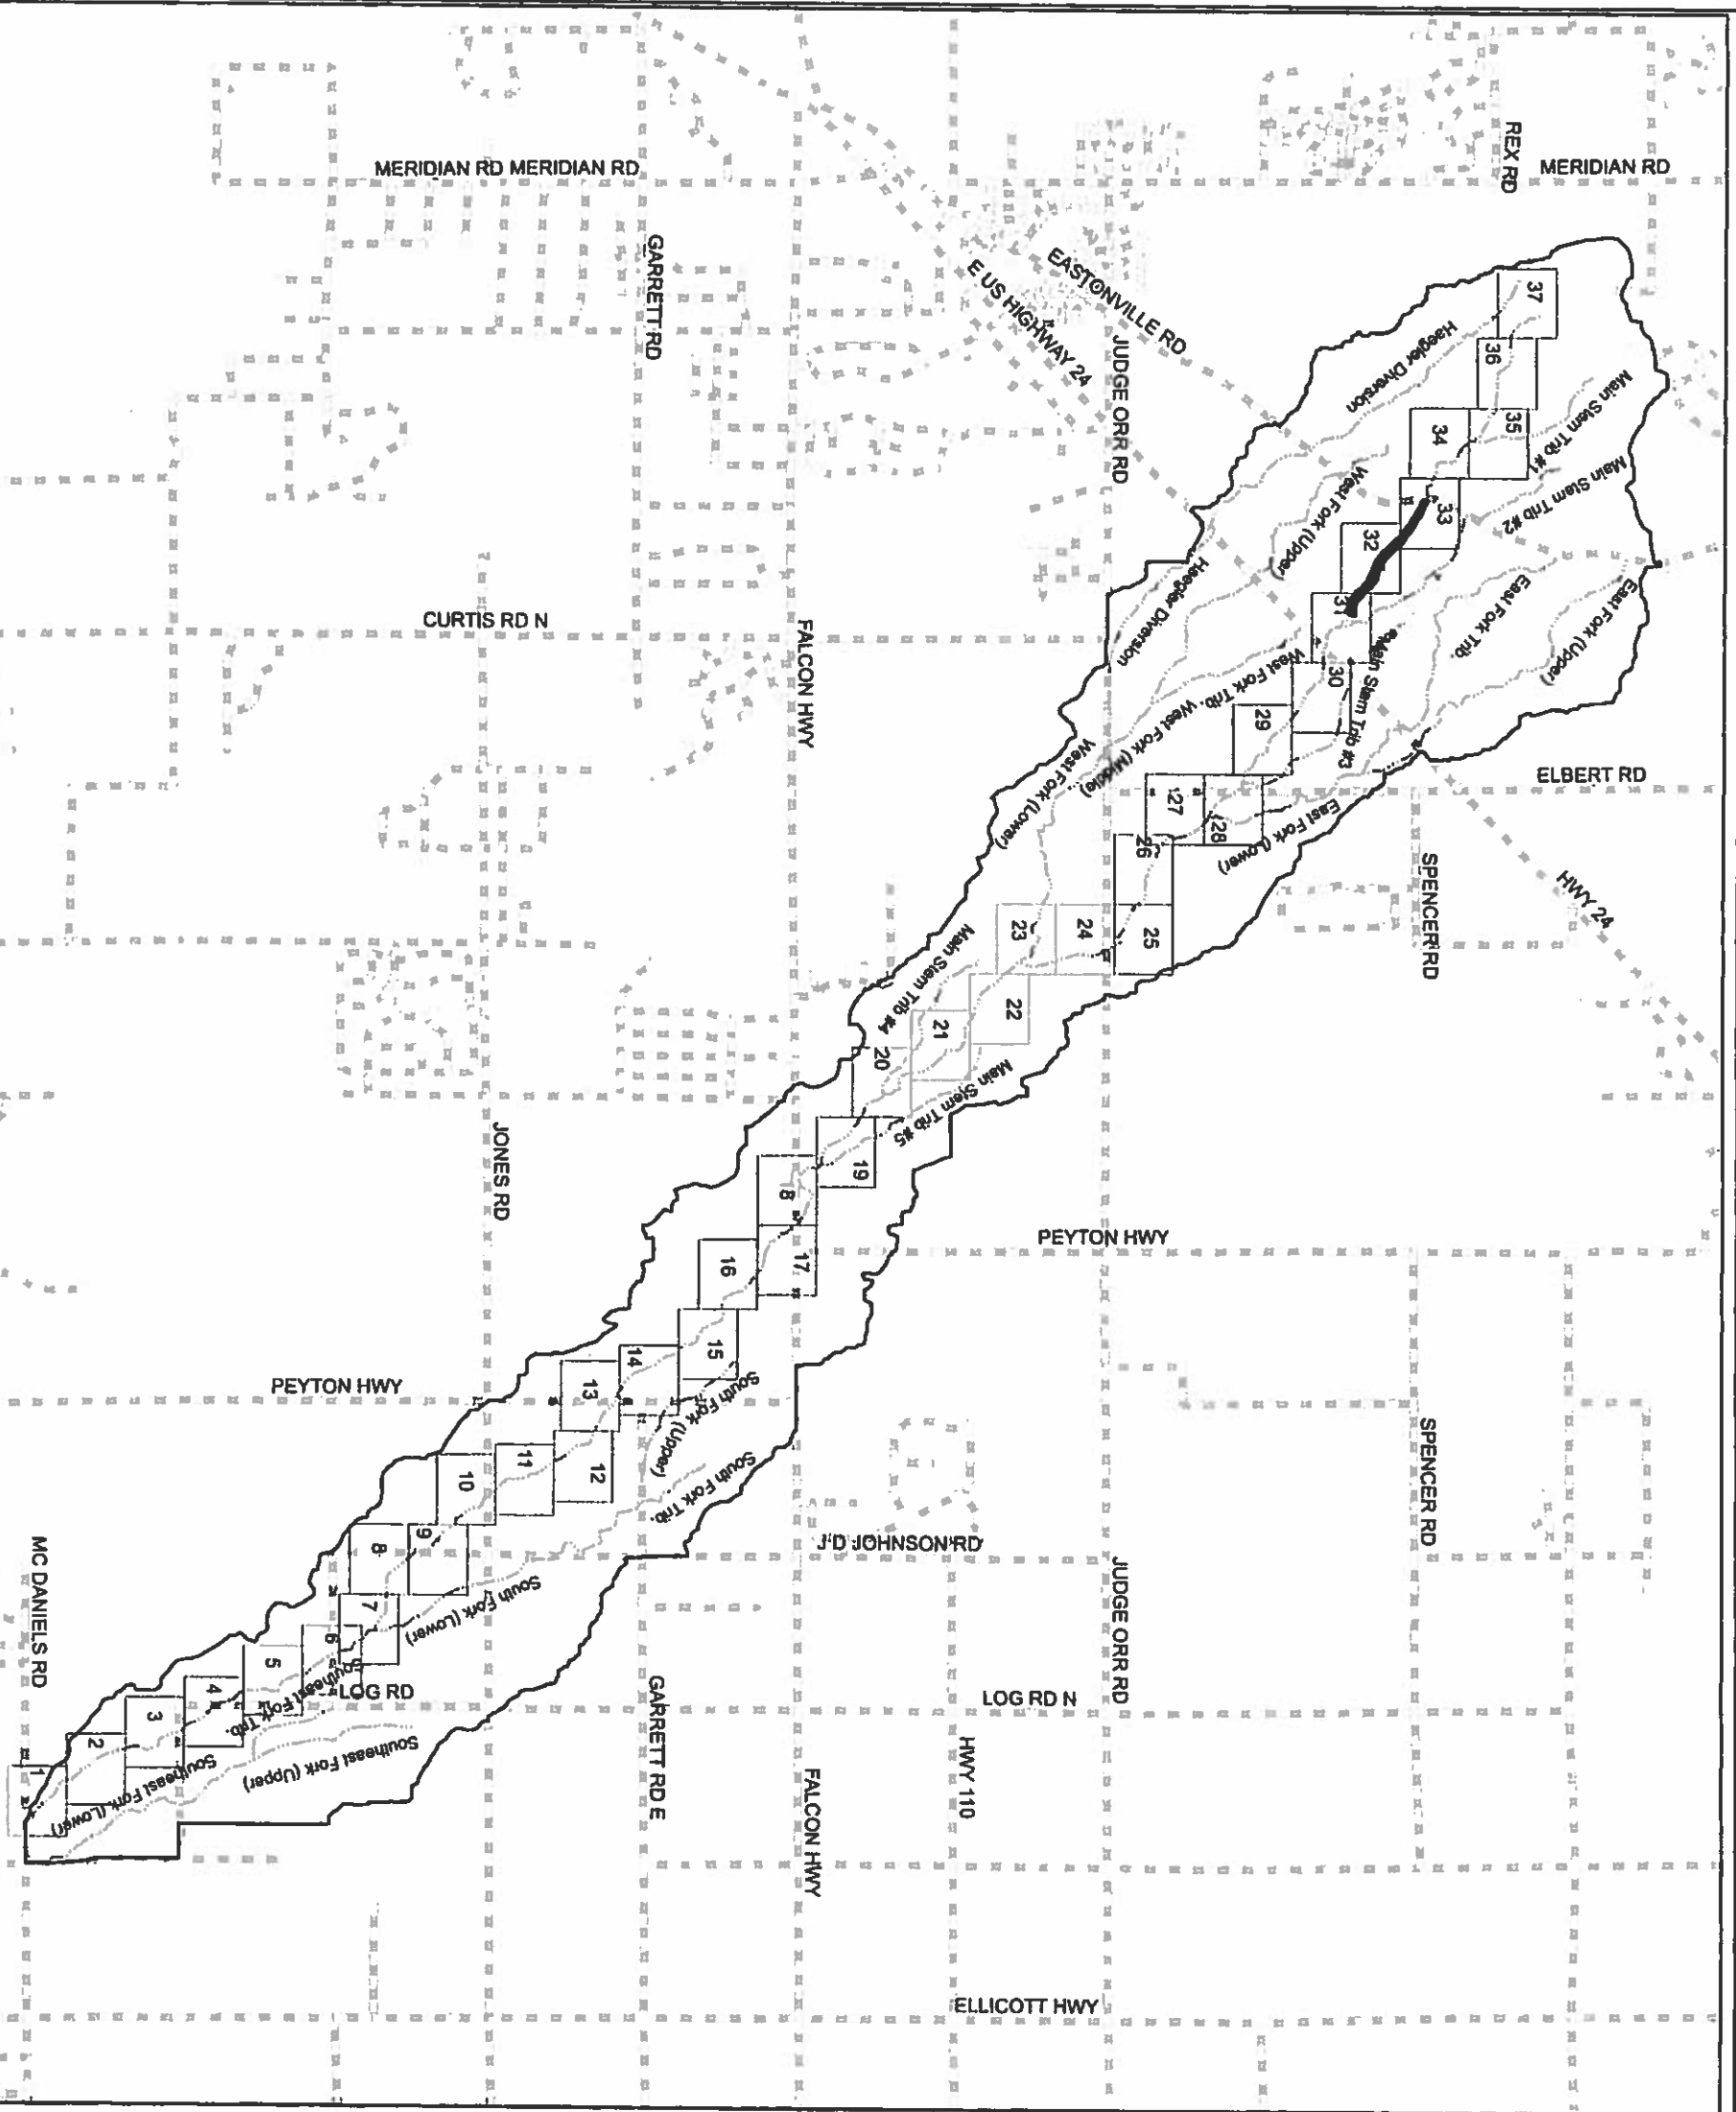 MERIDIAN RD MERIDIAN RD
REX RD
MERIDIAN RD
GARRETT RD
EASTONVILLE RD
E US HIGHWAY 24
JUDGE ORR RD
37
Haegler Diversion
36
Main Stem Trib #1
35
34
Main Stem Trib #2
West Fork (Upper)
33
32
East Fork Trib.
East Fork (Upper)
Haegler Diversion
31
CURTIS RD N
FALCON HWY
Main Stem Trib #3
30
West Fork Trib.
West Fork (Middle)
29
West Fork (Lower)
ELBERT RD
27
28
East Fork (Lower)
26
SPENCER RD
HWY 24
25
24
23
Main Stem Trib #4
22
21
20
Main Stem Trib #5
19
8
JONES RD
17
PEYTON HWY
16
15
14
13
PEYTON HWY
South Fork (Upper)
12
11
10
South Fork Trib.
SPENCER RD
J D JOHNSON RD
9
8
South Fork (Lower)
JUDGE ORR RD
MC DANIELS RD
7
6
5
4
Southeast Fork Trib.
LOG RD
LOG RD N
GARRETT RD E
3
2
1
Southeast Fork (Upper)
Southeast Fork (Lower)
HWY 110
FALCON HWY
ELLICOTT HWY